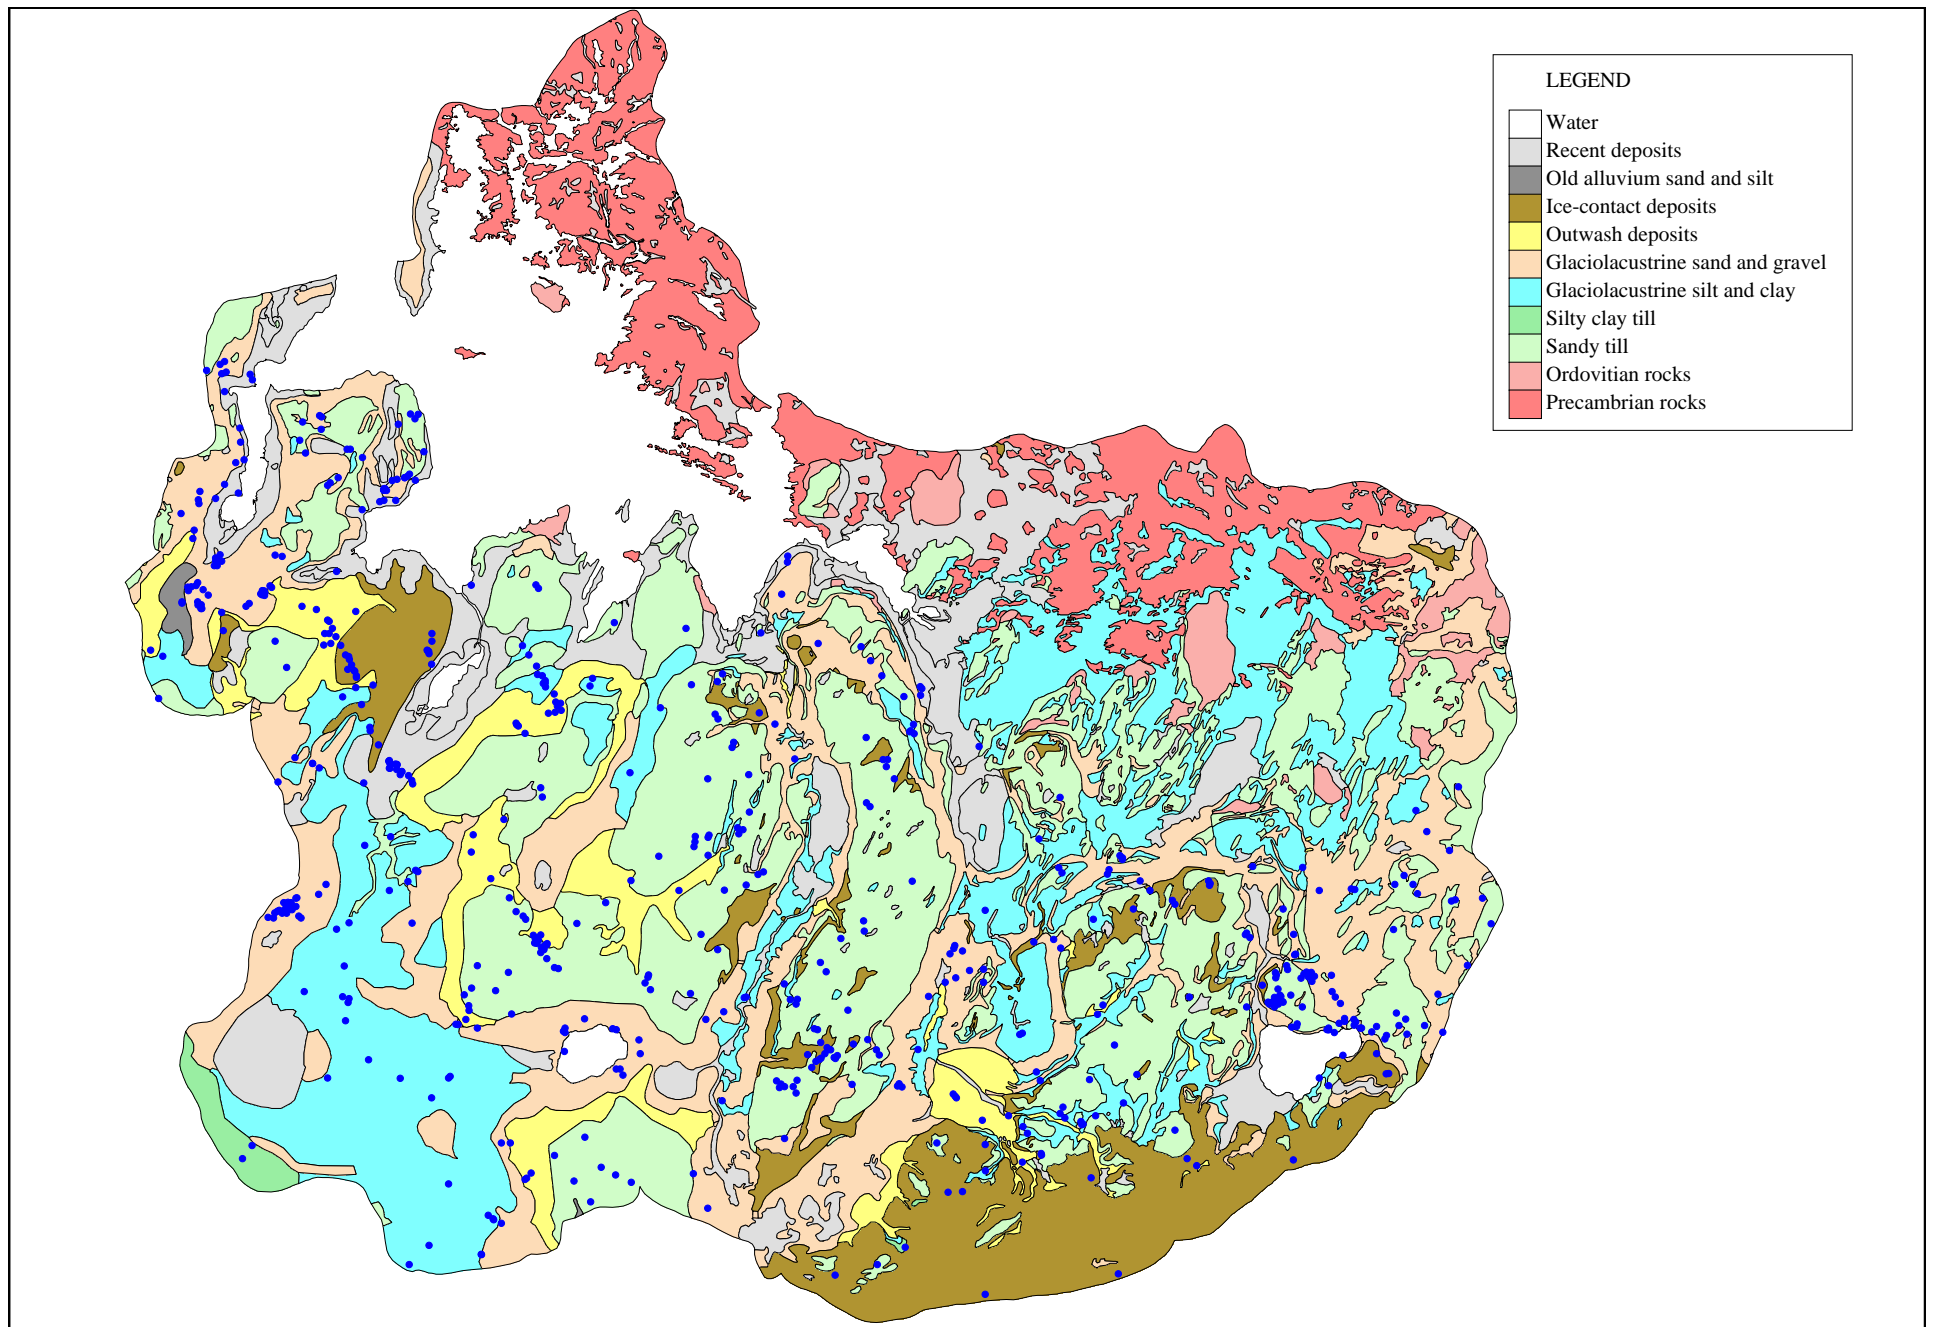 LEGEND
Water
Recent deposits
Old alluvium sand and silt
Ice-contact deposits
Outwash deposits
Glaciolacustrine sand and gravel
Glaciolacustrine silt and clay
Silty clay till
Sandy till
Ordovitian rocks
Precambrian rocks